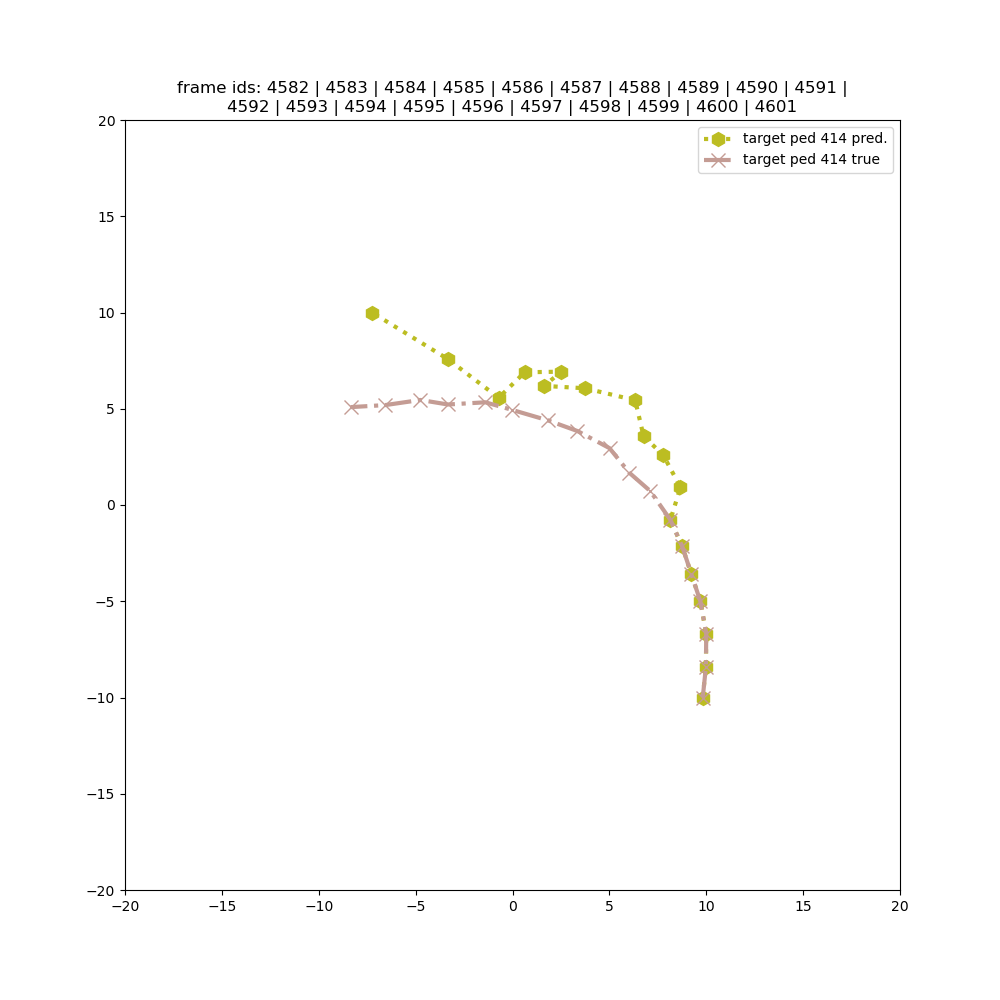 frame ids: 4582 | 4583 | 4584 | 4585 | 4586 | 4587 | 4588 | 4589 | 4590 | 4591 |
4592 | 4593 | 4594 | 4595 | 4596 | 4597 | 4598 | 4599 | 4600 | 4601
target ped 414 pred.
target ped 414 true
20
15
10
5
0
−5
−10
−15
−20
−20 −15 −10 −5 0 5 10 15 20